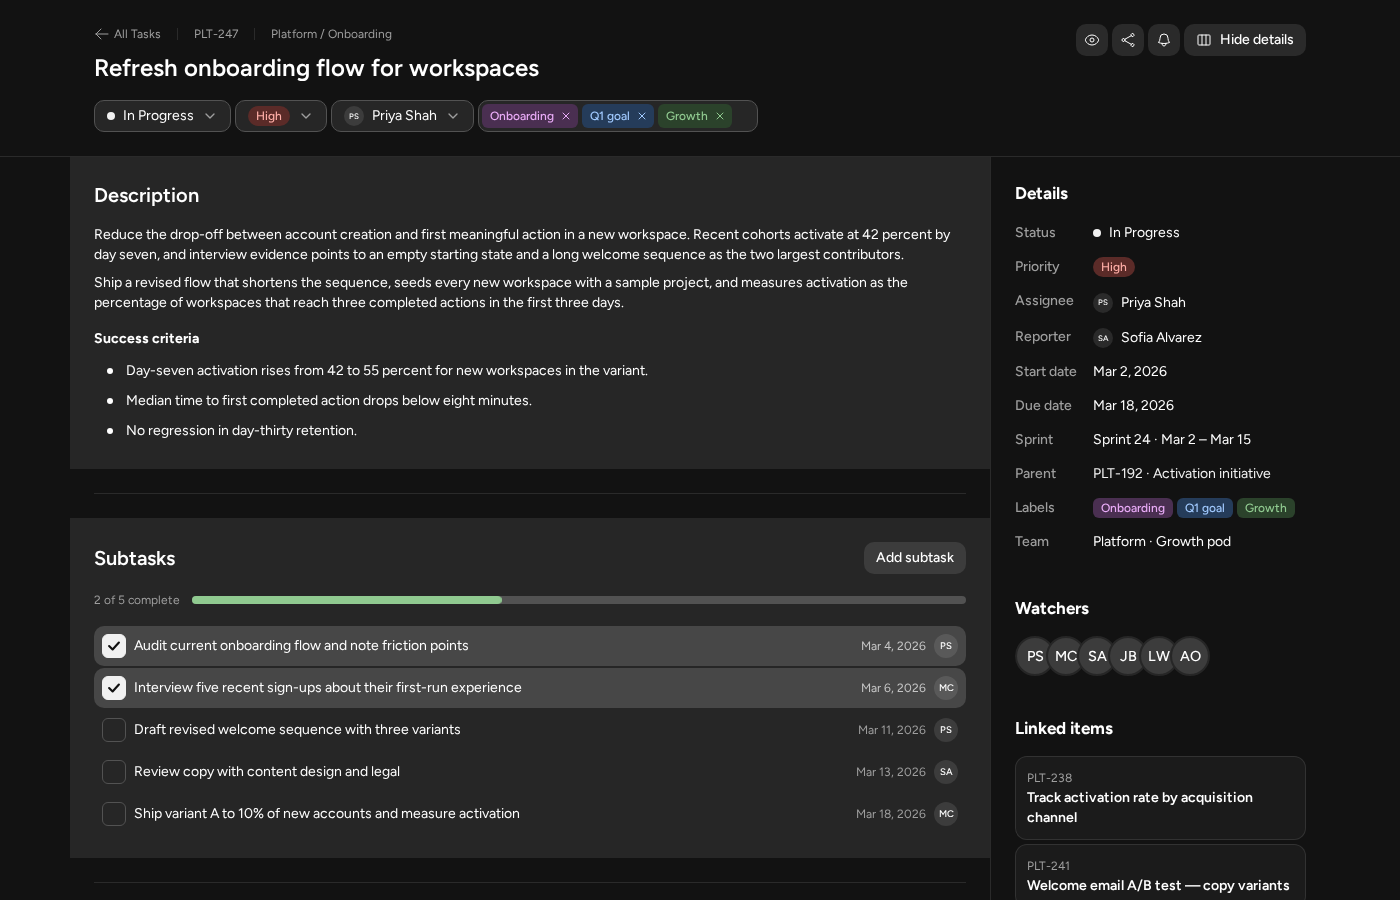 All Tasks PLT-247 Platform / Onboarding
Hide details
Refresh onboarding flow for workspaces
In Progress High PS Priya Shah Onboarding Q1 goal Growth
Description
Reduce the drop-off between account creation and first meaningful action in a new workspace. Recent cohorts activate at 42 percent by
day seven, and interview evidence points to an empty starting state and a long welcome sequence as the two largest contributors.
Ship a revised flow that shortens the sequence, seeds every new workspace with a sample project, and measures activation as the
percentage of workspaces that reach three completed actions in the first three days.
Success criteria
Day-seven activation rises from 42 to 55 percent for new workspaces in the variant.
Median time to first completed action drops below eight minutes.
No regression in day-thirty retention.
Subtasks
Add subtask
2 of 5 complete
Audit current onboarding flow and note friction points Mar 4, 2026 PS
Interview five recent sign-ups about their first-run experience Mar 6, 2026 MC
Draft revised welcome sequence with three variants Mar 11, 2026 PS
Review copy with content design and legal Mar 13, 2026 SA
Ship variant A to 10% of new accounts and measure activation Mar 18, 2026 MC
Details
Status In Progress
Priority High
Assignee PS Priya Shah
Reporter SA Sofia Alvarez
Start date Mar 2, 2026
Due date Mar 18, 2026
Sprint Sprint 24 · Mar 2 – Mar 15
Parent PLT-192 · Activation initiative
Labels Onboarding Q1 goal Growth
Team Platform · Growth pod
Watchers
PS MC SA JB LW AO
Linked items
PLT-238
Track activation rate by acquisition
channel
PLT-241
Welcome email A/B test — copy variants